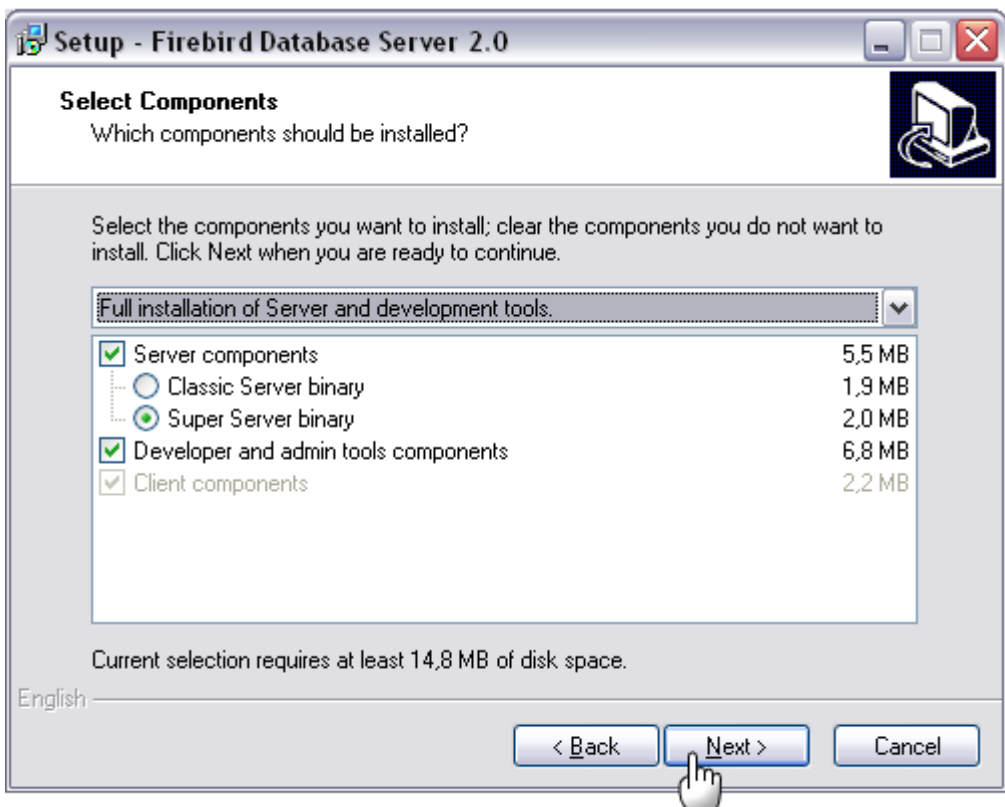 Setup - Firebird Database Server 2.0
Select Components
Which components should be installed?
Select the components you want to install; clear the components you do not want to
install. Click Next when you are ready to continue.
Full installation of Server and development tools.
Server components 5,5 MB
Classic Server binary 1,9 MB
Super Server binary 2,0 MB
Developer and admin tools components 6,8 MB
Client components 2,2 MB
Current selection requires at least 14,8 MB of disk space.
English
< Back Next > Cancel